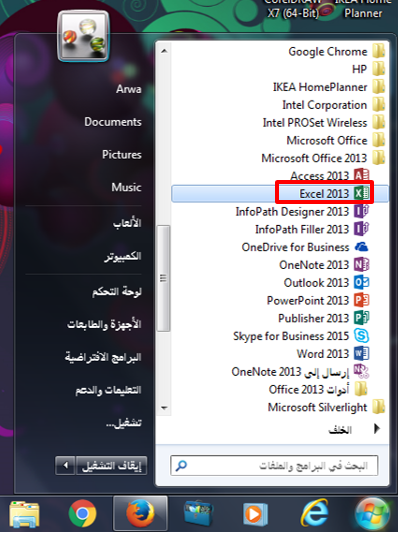 CorelDRAW
IKEA Home
X7 (64-Bit)
Planner
Google Chrome
HP
IKEA HomePlanner
Intel Corporation
Intel PROSet Wireless
Microsoft Office
Microsoft Office 2013
Access 2013
Excel 2013
InfoPath Designer 2013
InfoPath Filler 2013
OneDrive for Business
OneNote 2013
Outlook 2013
PowerPoint 2013
Publisher 2013
Skype for Business 2015
Word 2013
إرسال إلى OneNote 2013
أدوات Office 2013
Microsoft Silverlight
الخلف
البحث في البرامج والملفات
Arwa
Documents
Pictures
Music
الألعاب
الكمبيوتر
لوحة التحكم
الأجهزة والطابعات
البرامج الافتراضية
التعليمات والدعم
تشغيل...
إيقاف التشغيل